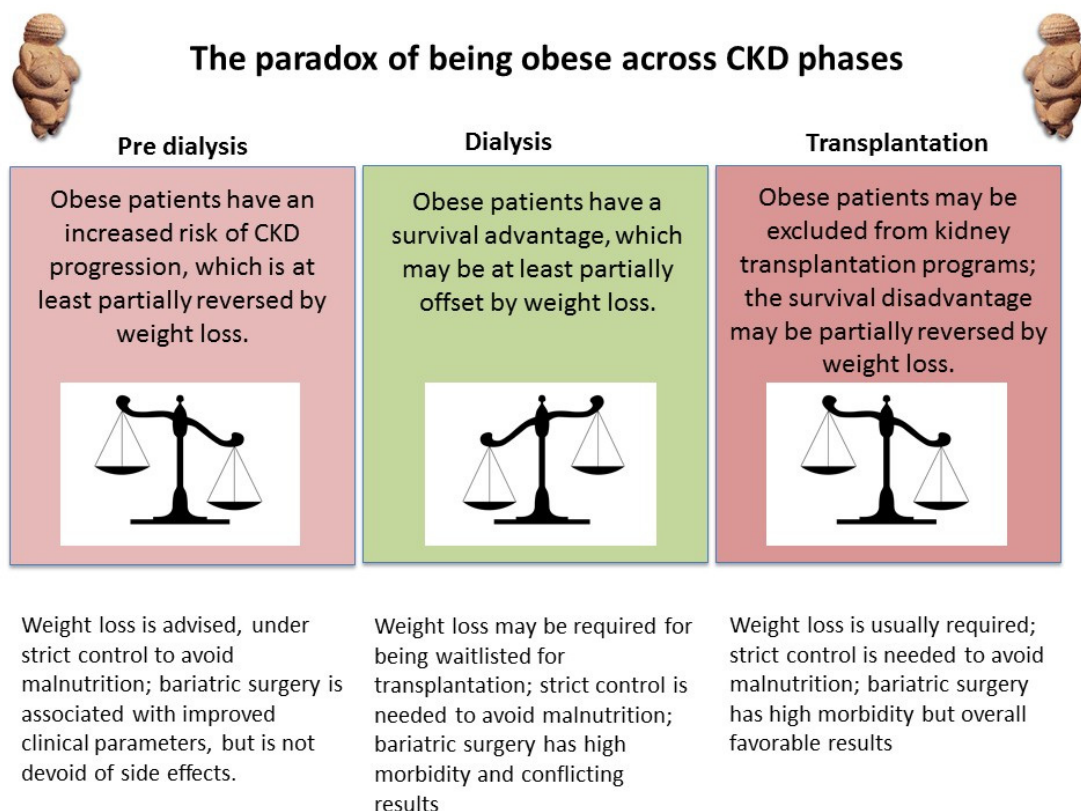 The paradox of being obese across CKD phases
Pre dialysis
Obese patients have an
increased risk of CKD
progression, which is at
least partially reversed by
weight loss.
Weight loss is advised, under
strict control to avoid
malnutrition; bariatric surgery is
associated with improved
clinical parameters, but is not
devoid of side effects.
Dialysis
Obese patients have a
survival advantage, which
may be at least partially
offset by weight loss.
Weight loss may be required for
being waitlisted for
transplantation; strict control is
needed to avoid malnutrition;
bariatric surgery has high
morbidity and conflicting
results
Transplantation
Obese patients may be
excluded from kidney
transplantation programs;
the survival disadvantage
may be partially reversed by
weight loss.
Weight loss is usually required;
strict control is needed to avoid
malnutrition; bariatric surgery
has high morbidity but overall
favorable results